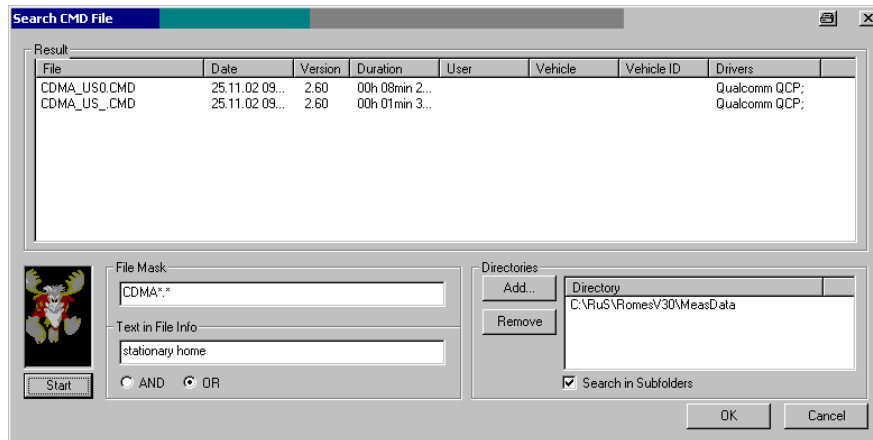 Search CMD File
Result
File Date Version Duration User Vehicle Vehicle ID Drivers
CDMA_US0.CMD 25.11.02 09... 2.60 00h 08min 2... Qualcomm QCP;
CDMA_US_.CMD 25.11.02 09... 2.60 00h 01min 3... Qualcomm QCP;
File Mask
CDMA*.*
Text in File Info
stationary home
Start
AND OR
Directories
Add...
Remove
Directory
C:\RuS\RomesV30\MeasData
Search in Subfolders
OK Cancel